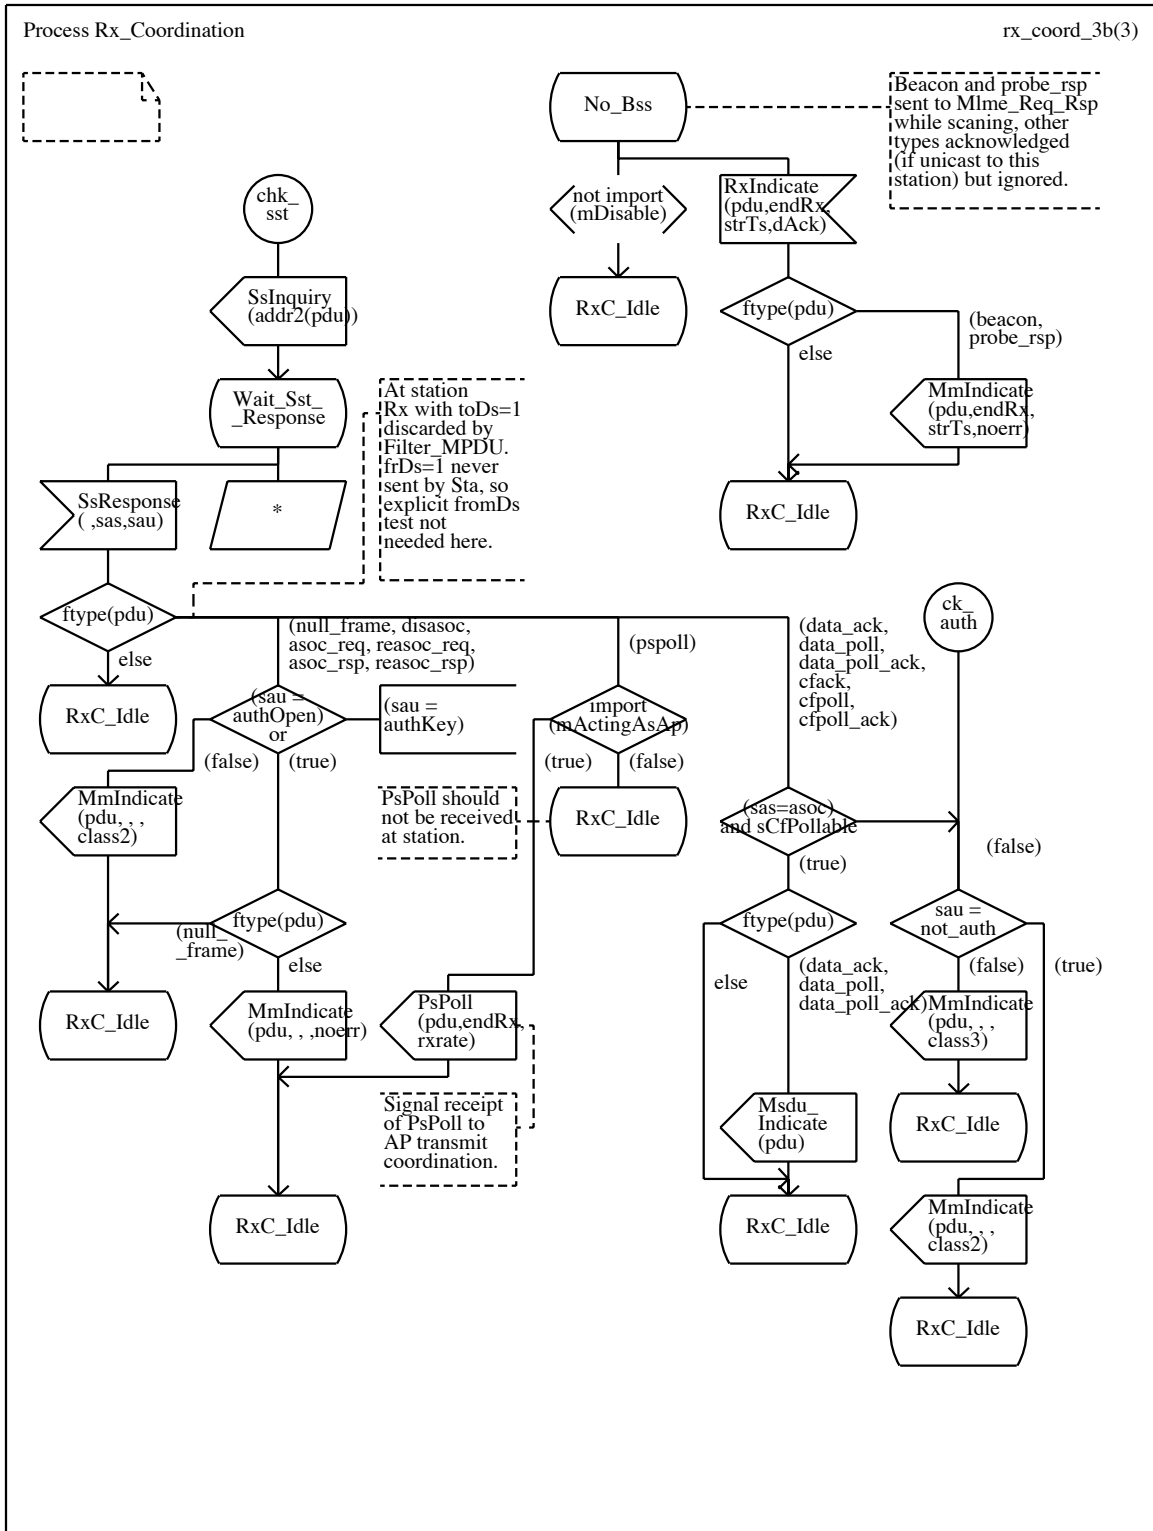 Process Rx_Coordination
rx_coord_3b(3)
No_Bss
Beacon and probe_rsp
sent to Mlme_Req_Rsp
while scaning, other
types acknowledged
(if unicast to this
station) but ignored.
chk_
sst
not import
(mDisable)
RxIndicate
(pdu,endRx,
strTs,dAck)
SsInquiry
(addr2(pdu))
RxC_Idle
ftype(pdu)
(beacon,
probe_rsp)
else
Wait_Sst_
_Response
At station
Rx with toDs=1
discarded by
Filter_MPDU.
frDs=1 never
sent by Sta, so
explicit fromDs
test not
needed here.
MmIndicate
(pdu,endRx,
strTs,noerr)
SsResponse
( ,sas,sau)
*
RxC_Idle
ftype(pdu)
else
(null_frame, disasoc,
asoc_req, reasoc_req,
asoc_rsp, reasoc_rsp)
(pspoll)
(data_ack,
data_poll,
data_poll_ack,
cfack,
cfpoll,
cfpoll_ack)
ck_
auth
RxC_Idle
(sau =
authOpen)
or
(sau =
authKey)
import
(mActingAsAp)
(false)
(true)
(true)
(false)
MmIndicate
(pdu, , ,
class2)
PsPoll should
not be received
at station.
RxC_Idle
(sas=asoc)
and sCfPollable
(false)
(true)
ftype(pdu)
(null_
_frame)
else
ftype(pdu)
else
(data_ack,
data_poll,
data_poll_ack)
sau =
not_auth
(false)
(true)
RxC_Idle
MmIndicate
(pdu, , ,noerr)
PsPoll
(pdu,endRx,
rxrate)
MmIndicate
(pdu, , ,
class3)
Signal receipt
of PsPoll to
AP transmit
coordination.
Msdu_
Indicate
(pdu)
RxC_Idle
RxC_Idle
RxC_Idle
MmIndicate
(pdu, , ,
class2)
RxC_Idle